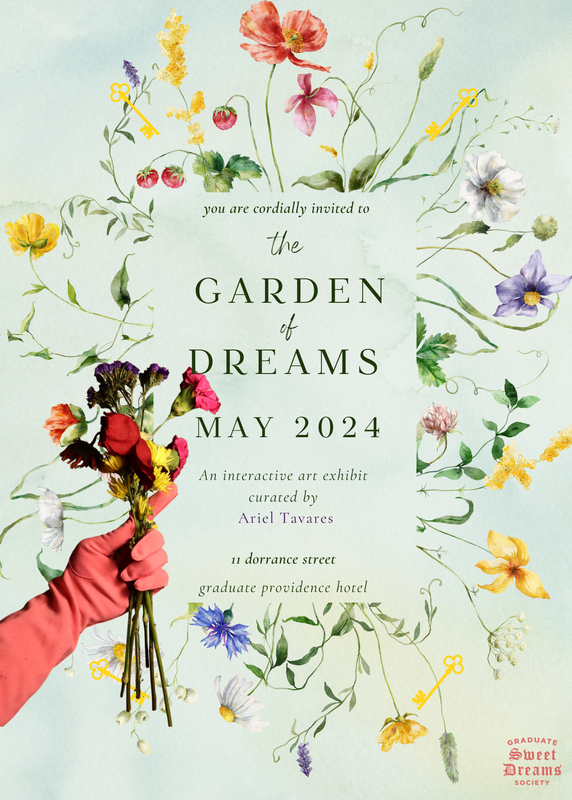 you are cordially invited to
the
GARDEN
of
DREAMS
MAY 2024
An interactive art exhibit
curated by
Ariel Tavares
11 dorrance street
graduate providence hotel
GRADUATE
Sweet
Dreams
SOCIETY